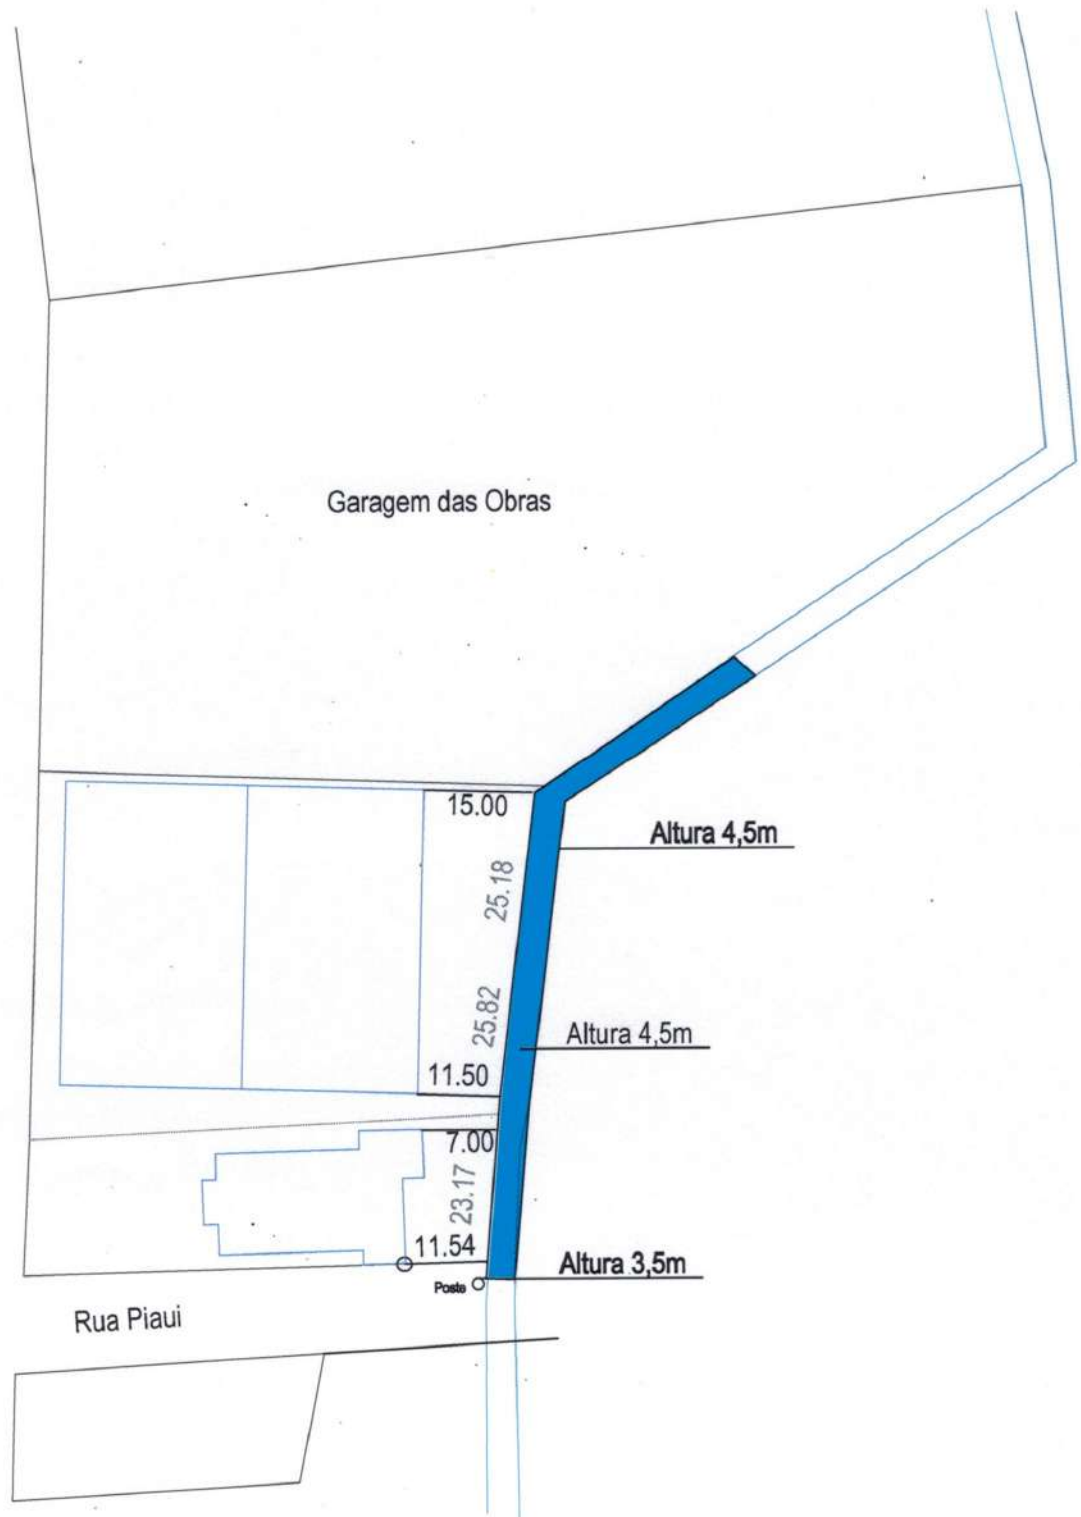 Garagem das Obras
15.00
Altura 4,5m
25.18
25.82
Altura 4,5m
11.50
7.00
23.17
11.54
Altura 3,5m
Poste
Rua Piaui